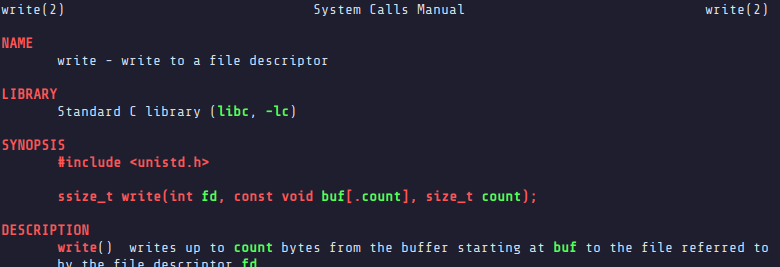 write(2) System Calls Manual write(2)
NAME
write - write to a file descriptor
LIBRARY
Standard C library (libc, -lc)
SYNOPSIS
#include <unistd.h>
ssize_t write(int fd, const void buf[.count], size_t count);
DESCRIPTION
write() writes up to count bytes from the buffer starting at buf to the file referred to
by the file descriptor fd.